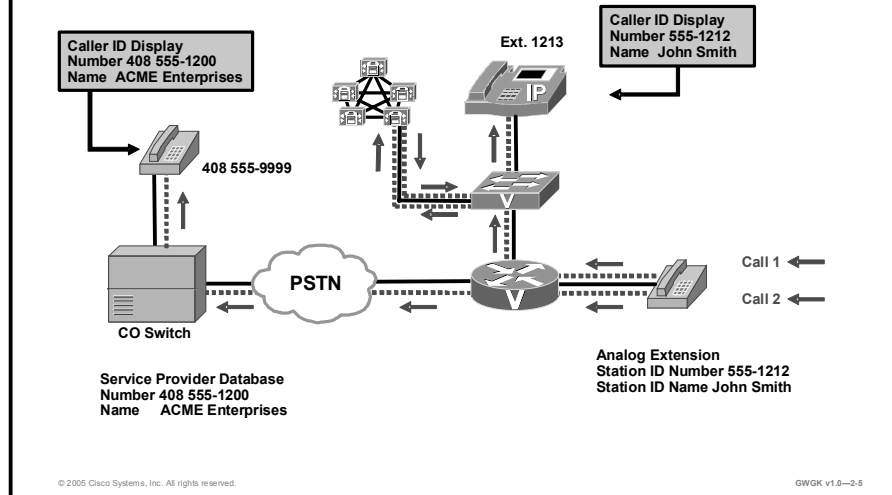 Caller ID Display
Number 408 555-1200
Name ACME Enterprises
Ext. 1213
Caller ID Display
Number 555-1212
Name John Smith
IP
408 555-9999
V
PSTN
V
Call 1
Call 2
CO Switch
Service Provider Database
Number 408 555-1200
Name ACME Enterprises
Analog Extension
Station ID Number 555-1212
Station ID Name John Smith
© 2005 Cisco Systems, Inc. All rights reserved.
GWGK v1.0—2-5